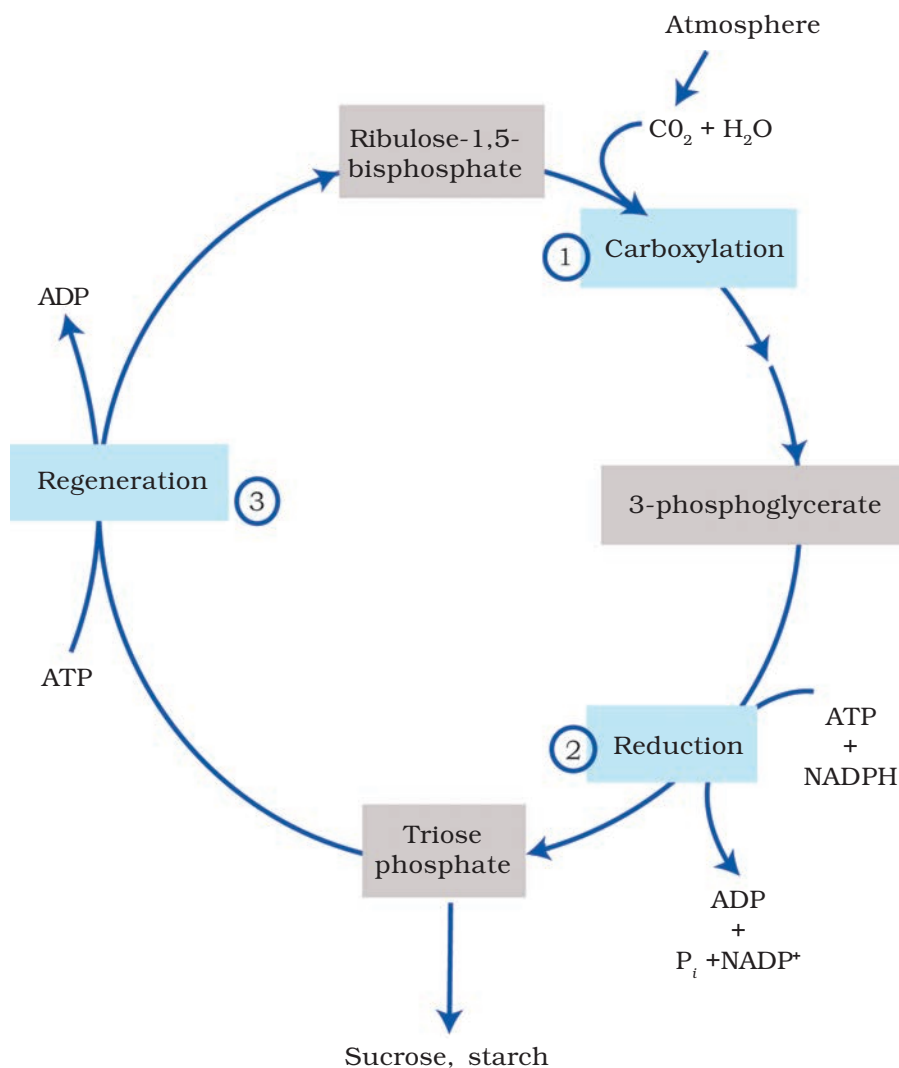 Atmosphere
C0₂ + H₂O
Ribulose-1,5-
bisphosphate
1
Carboxylation
ADP
Regeneration
3
3-phosphoglycerate
ATP
2
Reduction
ATP
+
NADPH
Triose
phosphate
ADP
+
Pᵢ +NADP⁺
Sucrose, starch